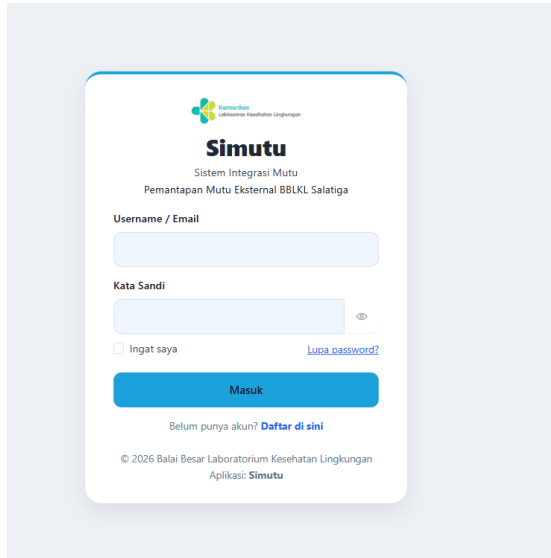 Kemenkes
Labkesmas Kesehatan Lingkungan
Simutu
Sistem Integrasi Mutu
Pemantapan Mutu Eksternal BBLKL Salatiga
Username / Email
Kata Sandi
Ingat saya
Lupa password?
Masuk
Belum punya akun? Daftar di sini
© 2026 Balai Besar Laboratorium Kesehatan Lingkungan
Aplikasi: Simutu